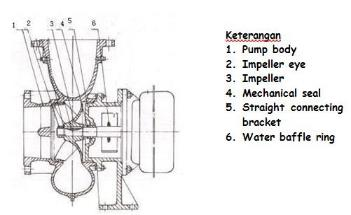 1 2 3 4 5 6
Keterangan
1. Pump body
2. Impeller eye
3. Impeller
4. Mechanical seal
5. Straight connecting
bracket
6. Water baffle ring